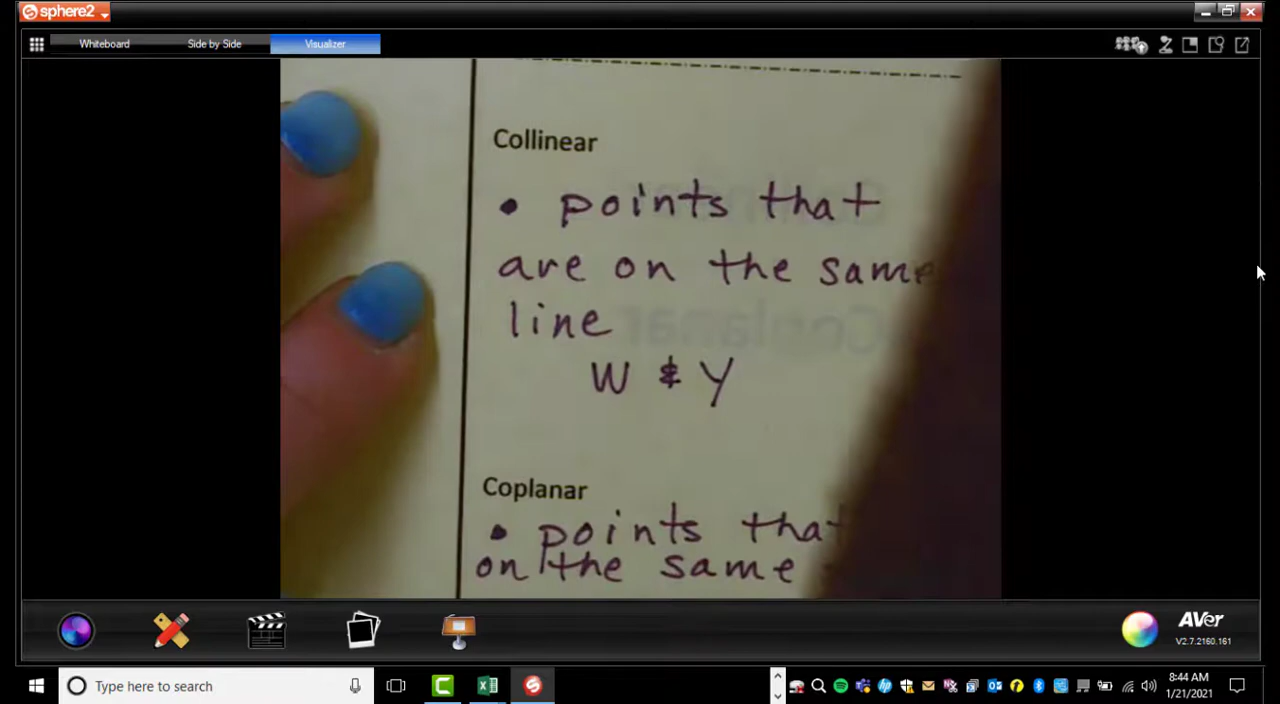 sphere2
Whiteboard
Side by Side
Visualizer
Collinear
• points that
are on the same
line
W & Y
Coplanar
• points that
on the same
AVer
V2.7.2160.161
Type here to search
8:44 AM
1/21/2021